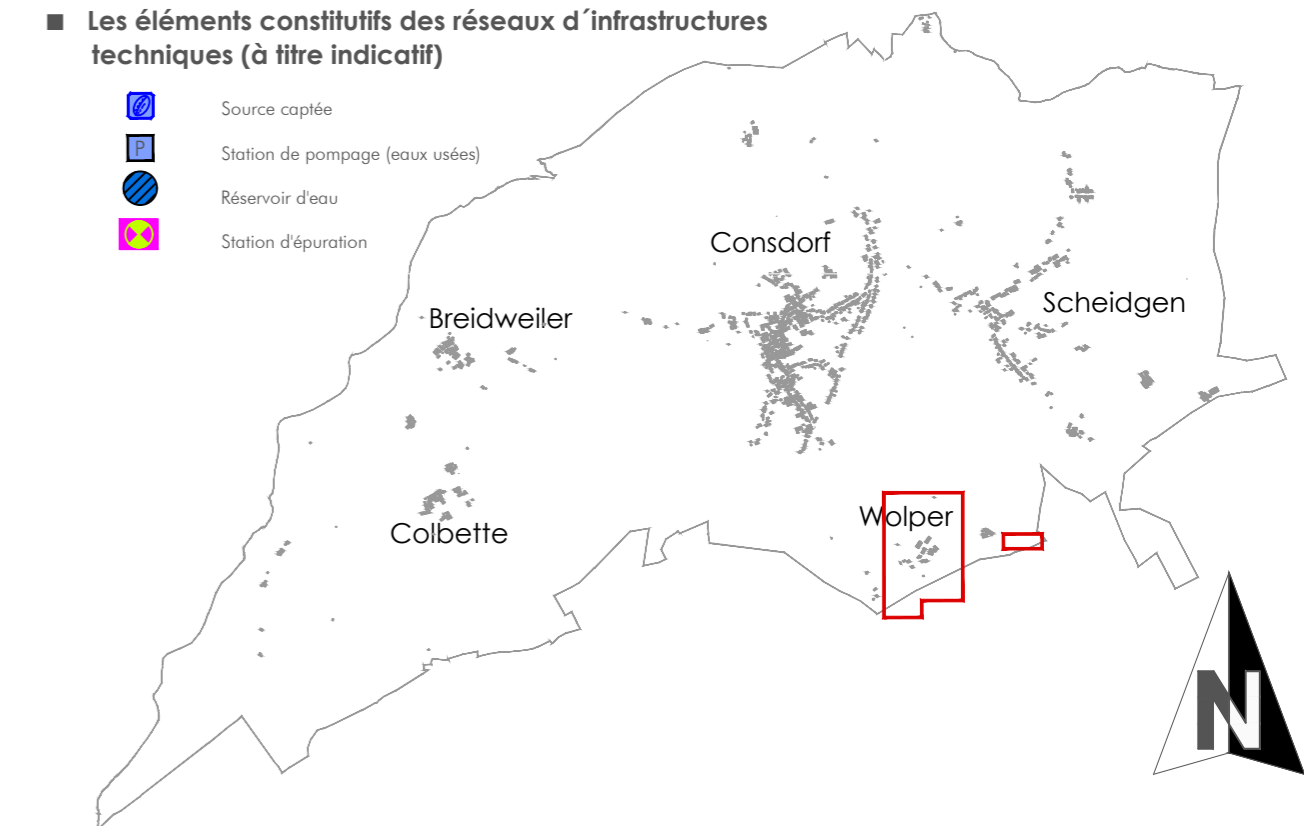 ■ Les éléments constitutifs des réseaux d´infrastructures
techniques (à titre indicatif)
Source captée
P Station de pompage (eaux usées)
Réservoir d'eau
Station d'épuration
Consdorf
Scheidgen
Breidweiler
Colbette
Wolper
N